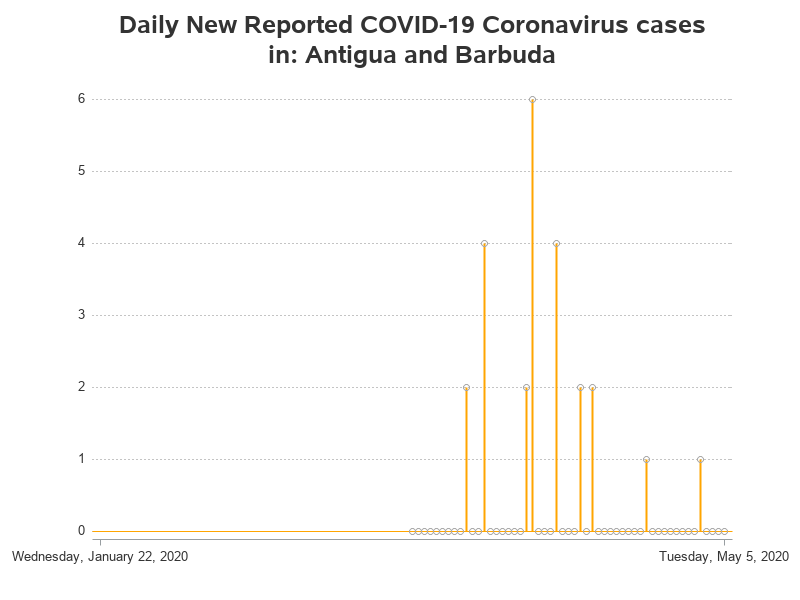 Daily New Reported COVID-19 Coronavirus cases
in: Antigua and Barbuda
6
5
4
3
2
1
0
Wednesday, January 22, 2020
Tuesday, May 5, 2020